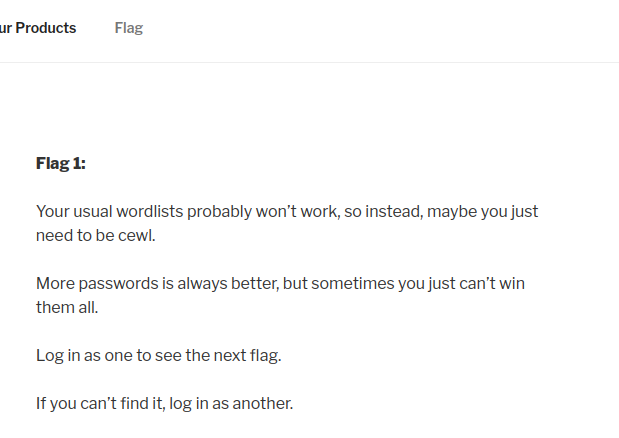 ur Products Flag
Flag 1:
Your usual wordlists probably won’t work, so instead, maybe you just
need to be cewl.
More passwords is always better, but sometimes you just can’t win
them all.
Log in as one to see the next flag.
If you can’t find it, log in as another.